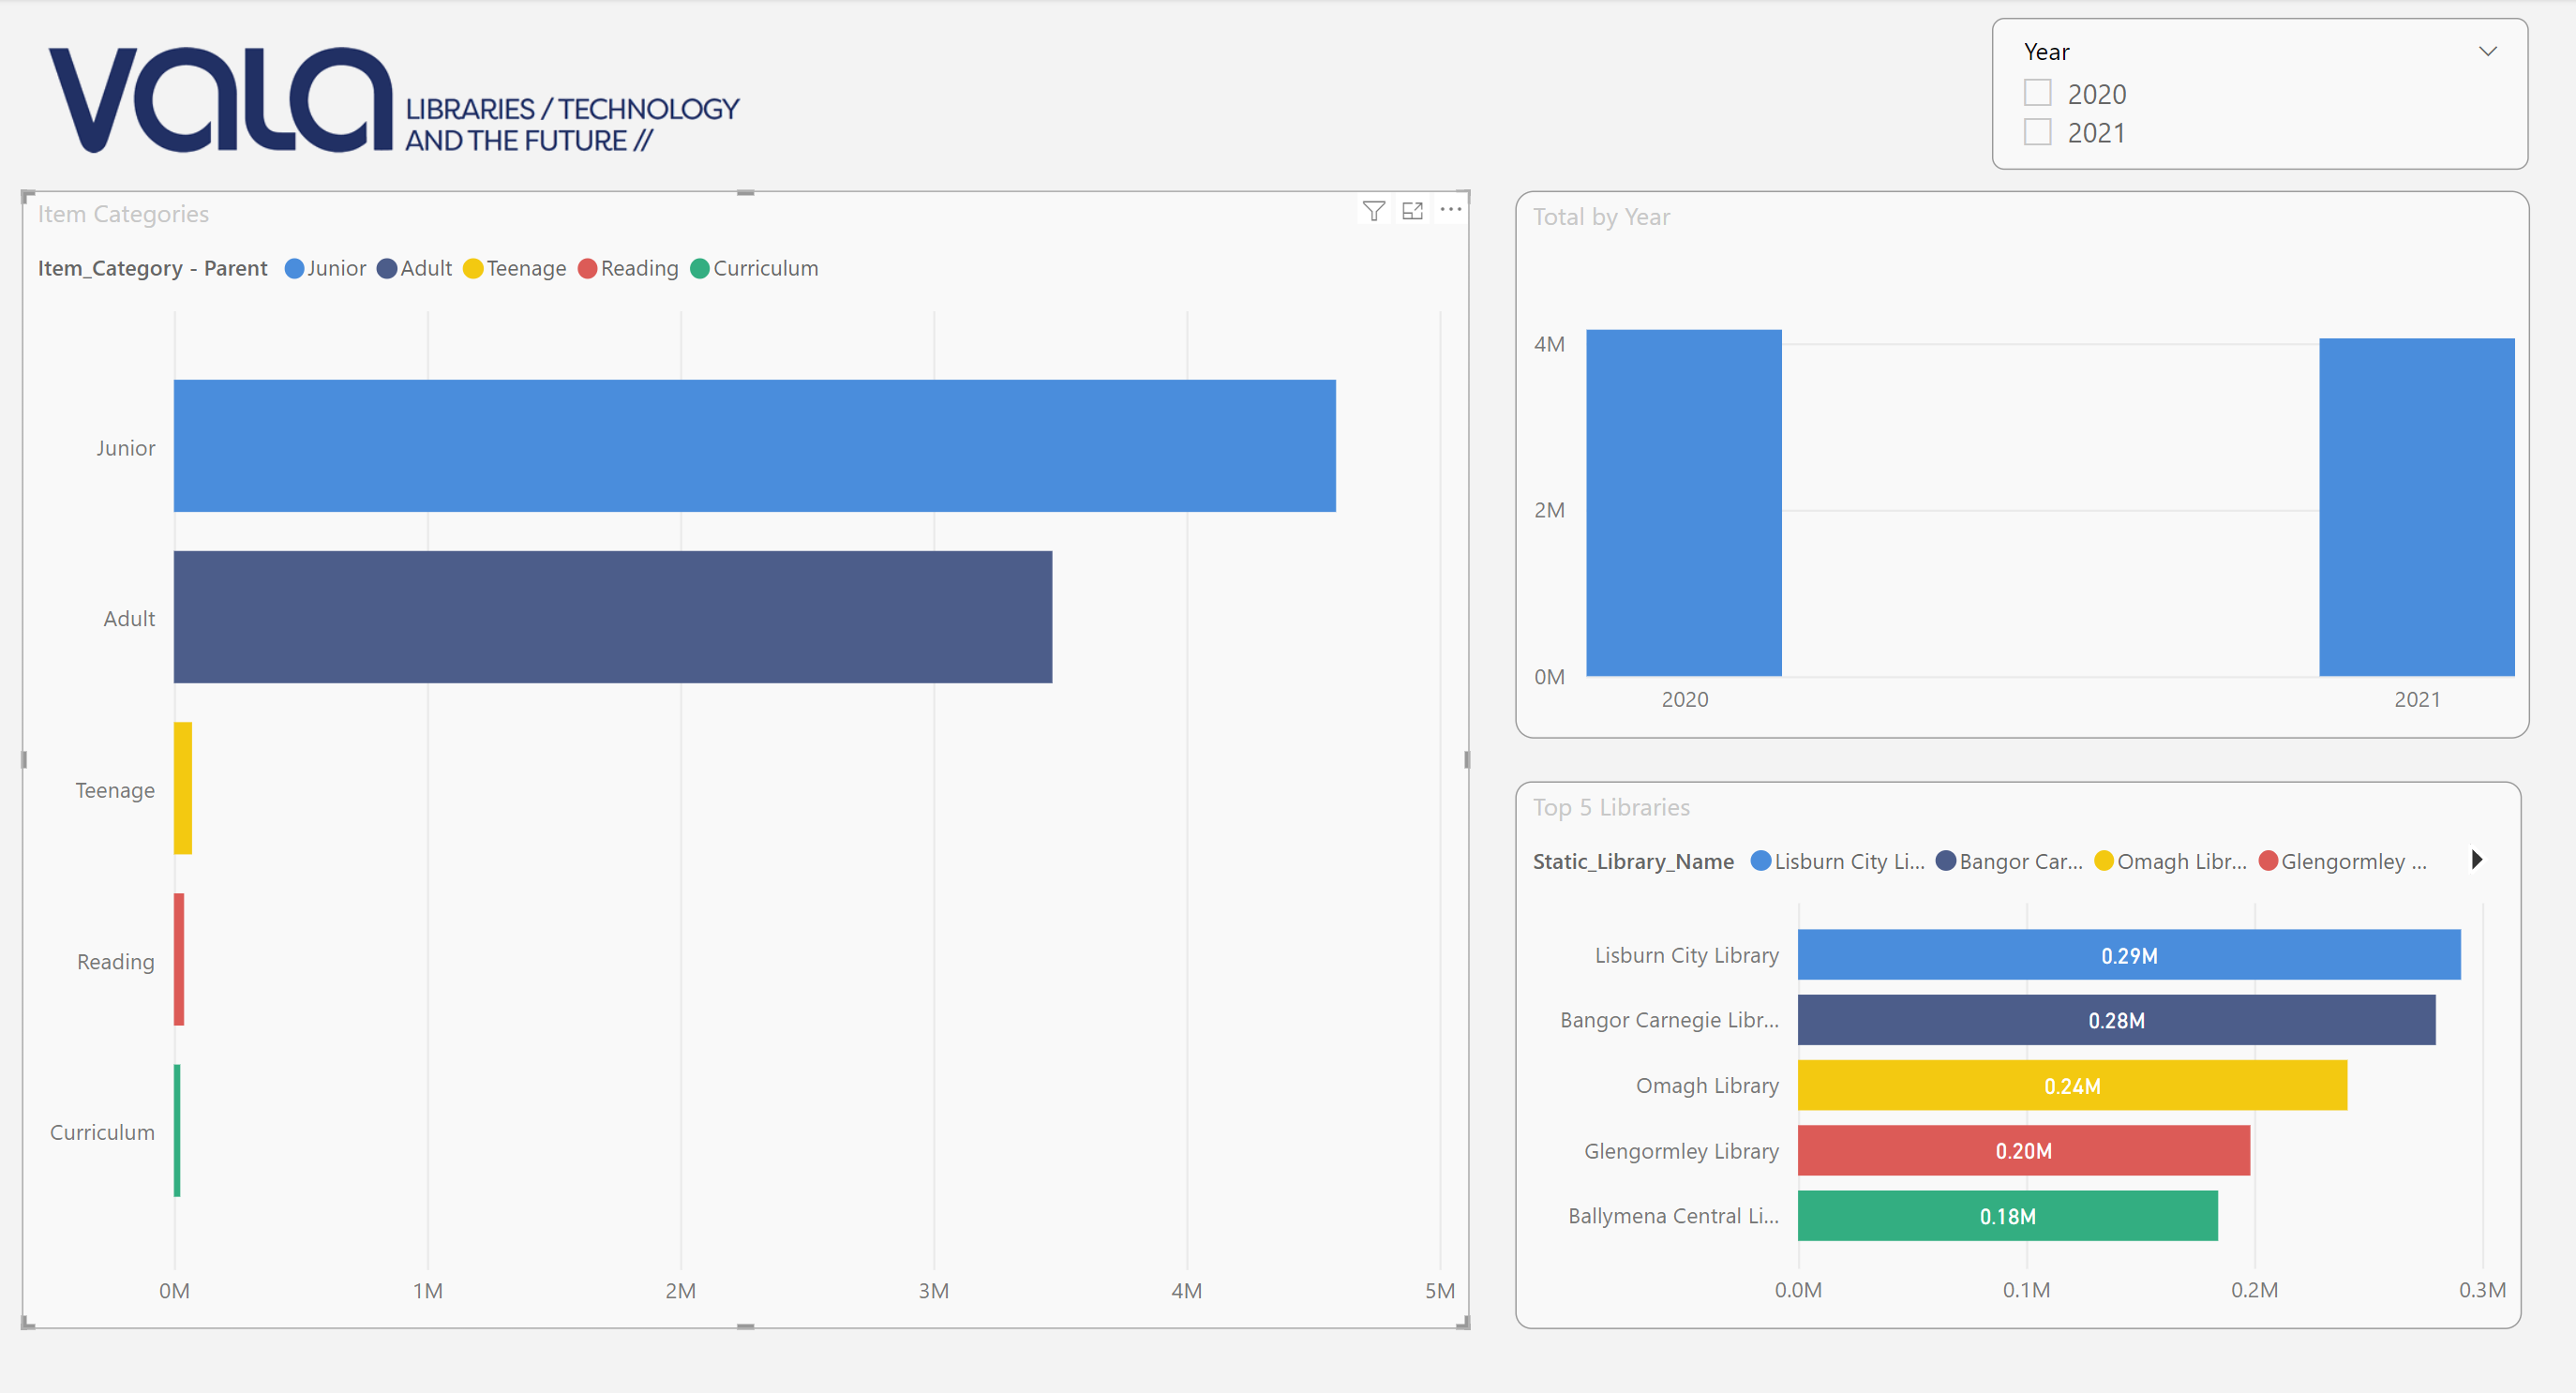 vala LIBRARIES / TECHNOLOGY
AND THE FUTURE //
Year
2020
2021
Item Categories
Item_Category - Parent Junior Adult Teenage Reading Curriculum
Junior
Adult
Teenage
Reading
Curriculum
0M 1M 2M 3M 4M 5M
Total by Year
4M
2M
0M
2020 2021
Top 5 Libraries
Static_Library_Name Lisburn City Li... Bangor Car... Omagh Libr... Glengormley ...
Lisburn City Library 0.29M
Bangor Carnegie Libr... 0.28M
Omagh Library 0.24M
Glengormley Library 0.20M
Ballymena Central Li... 0.18M
0.0M 0.1M 0.2M 0.3M